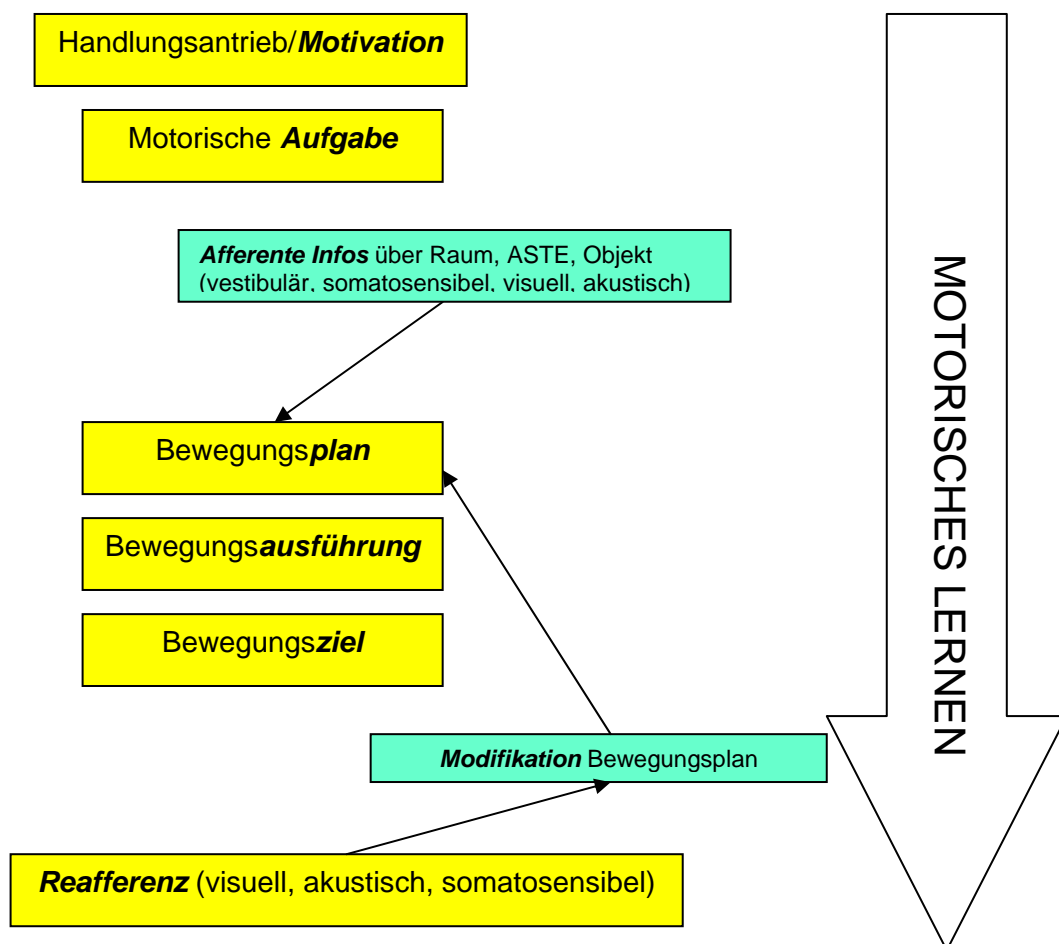 Handlungsantrieb/Motivation
Motorische Aufgabe
Afferente Infos über Raum, ASTE, Objekt
(vestibulär, somatosensibel, visuell, akustisch)
Bewegungsplan
Bewegungsausführung
Bewegungsziel
Modifikation Bewegungsplan
Reafferenz (visuell, akustisch, somatosensibel)
MOTORISCHES LERNEN